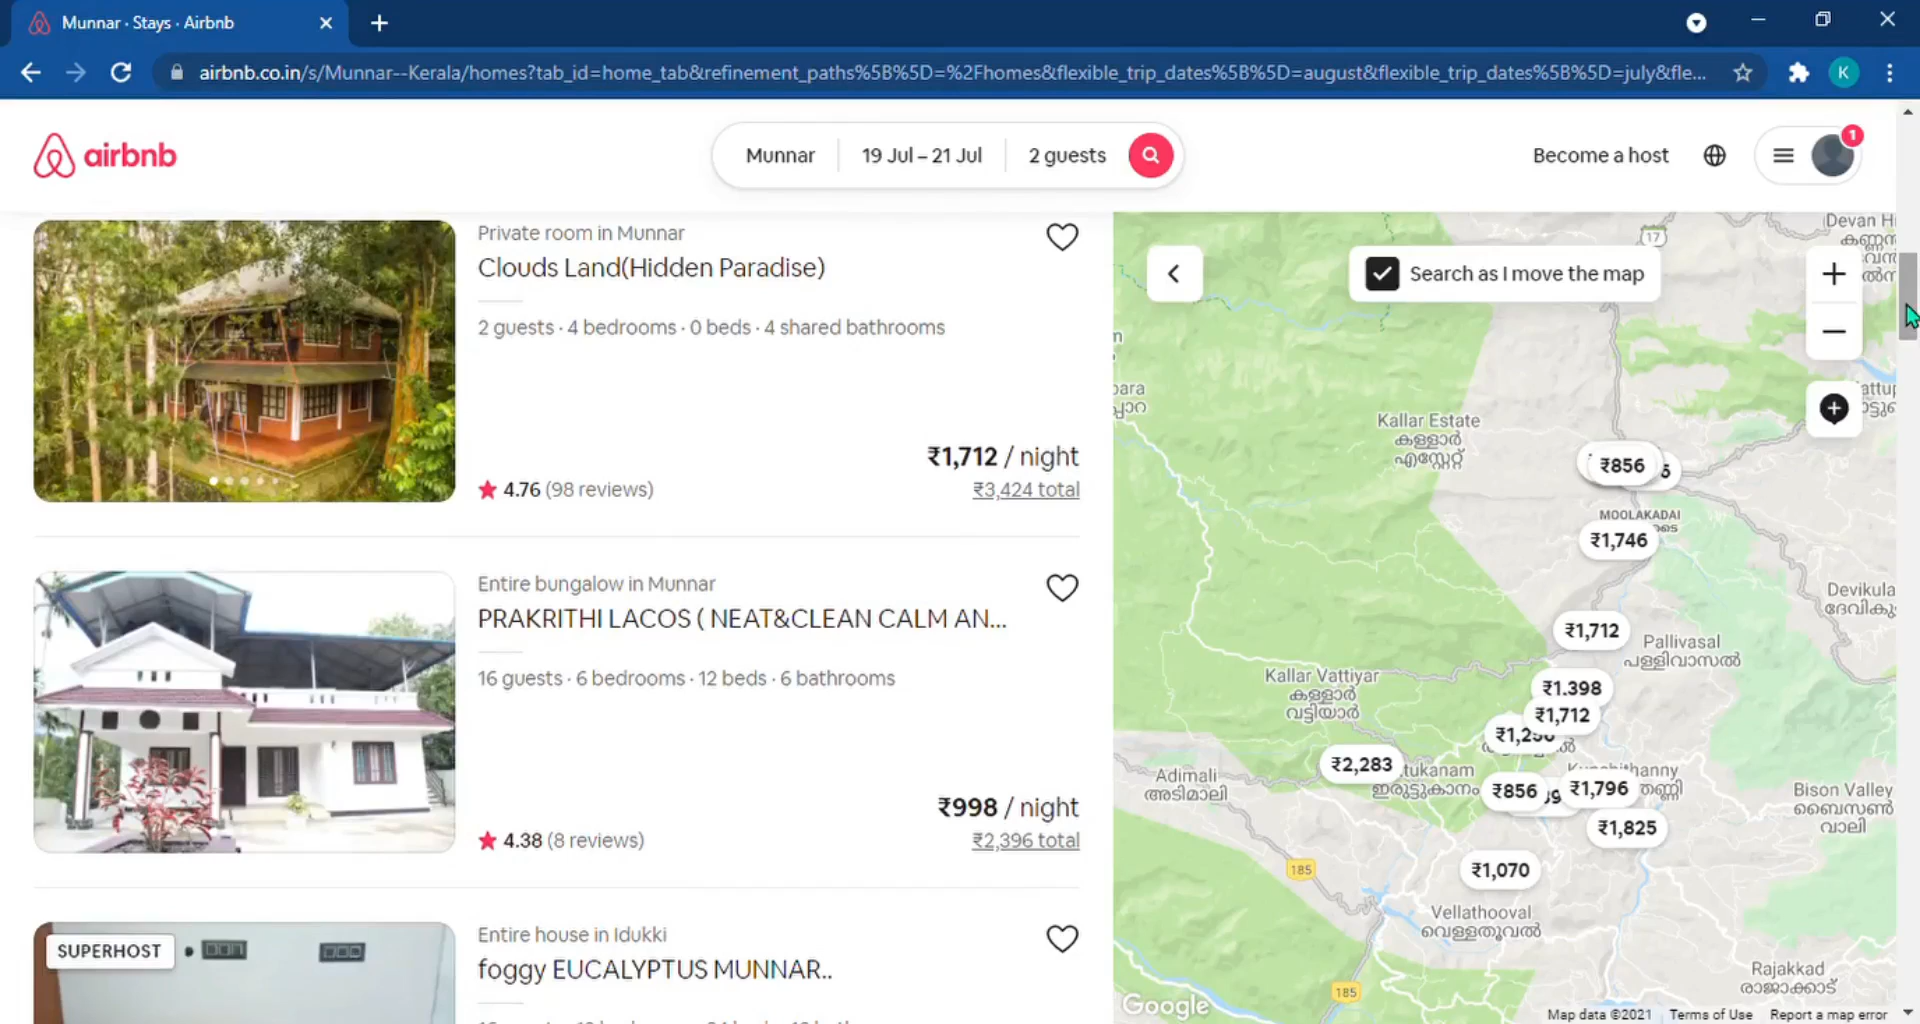 Munnar · Stays · Airbnb
airbnb.co.in/s/Munnar--Kerala/homes?tab_id=home_tab&refinement_paths%5B%5D=%2Fhomes&flexible_trip_dates%5B%5D=august&flexible_trip_dates%5B%5D=july&fle...
K
airbnb
Munnar
19 Jul – 21 Jul
2 guests
Become a host
1
Private room in Munnar
Clouds Land(Hidden Paradise)
2 guests · 4 bedrooms · 0 beds · 4 shared bathrooms
₹1,712 / night
4.76 (98 reviews)
₹3,424 total
Entire bungalow in Munnar
PRAKRITHI LACOS ( NEAT&CLEAN CALM AN...
16 guests · 6 bedrooms · 12 beds · 6 bathrooms
₹998 / night
4.38 (8 reviews)
₹2,396 total
SUPERHOST
Entire house in Idukki
foggy EUCALYPTUS MUNNAR..
Search as I move the map
17
Kallar Estate
കള്ളാർ
എസ്റ്റേറ്റ്
₹856
MOOLAKADAI
₹1,746
₹1,712
Pallivasal
പള്ളിവാസൽ
Kallar Vattiyar
കള്ളാർ
വട്ടിയാർ
₹1,398
₹1,712
₹2,283
Adimali
അടിമാലി
ഇരുട്ടുകാനം
₹856
₹1,796
Bison Valley
ബൈസൺ
വാലി
₹1,825
185
₹1,070
Vellathooval
വെള്ളത്തൂവൽ
Rajakkad
രാജാക്കാട്
185
Google
Map data ©2021
Terms of Use
Report a map error